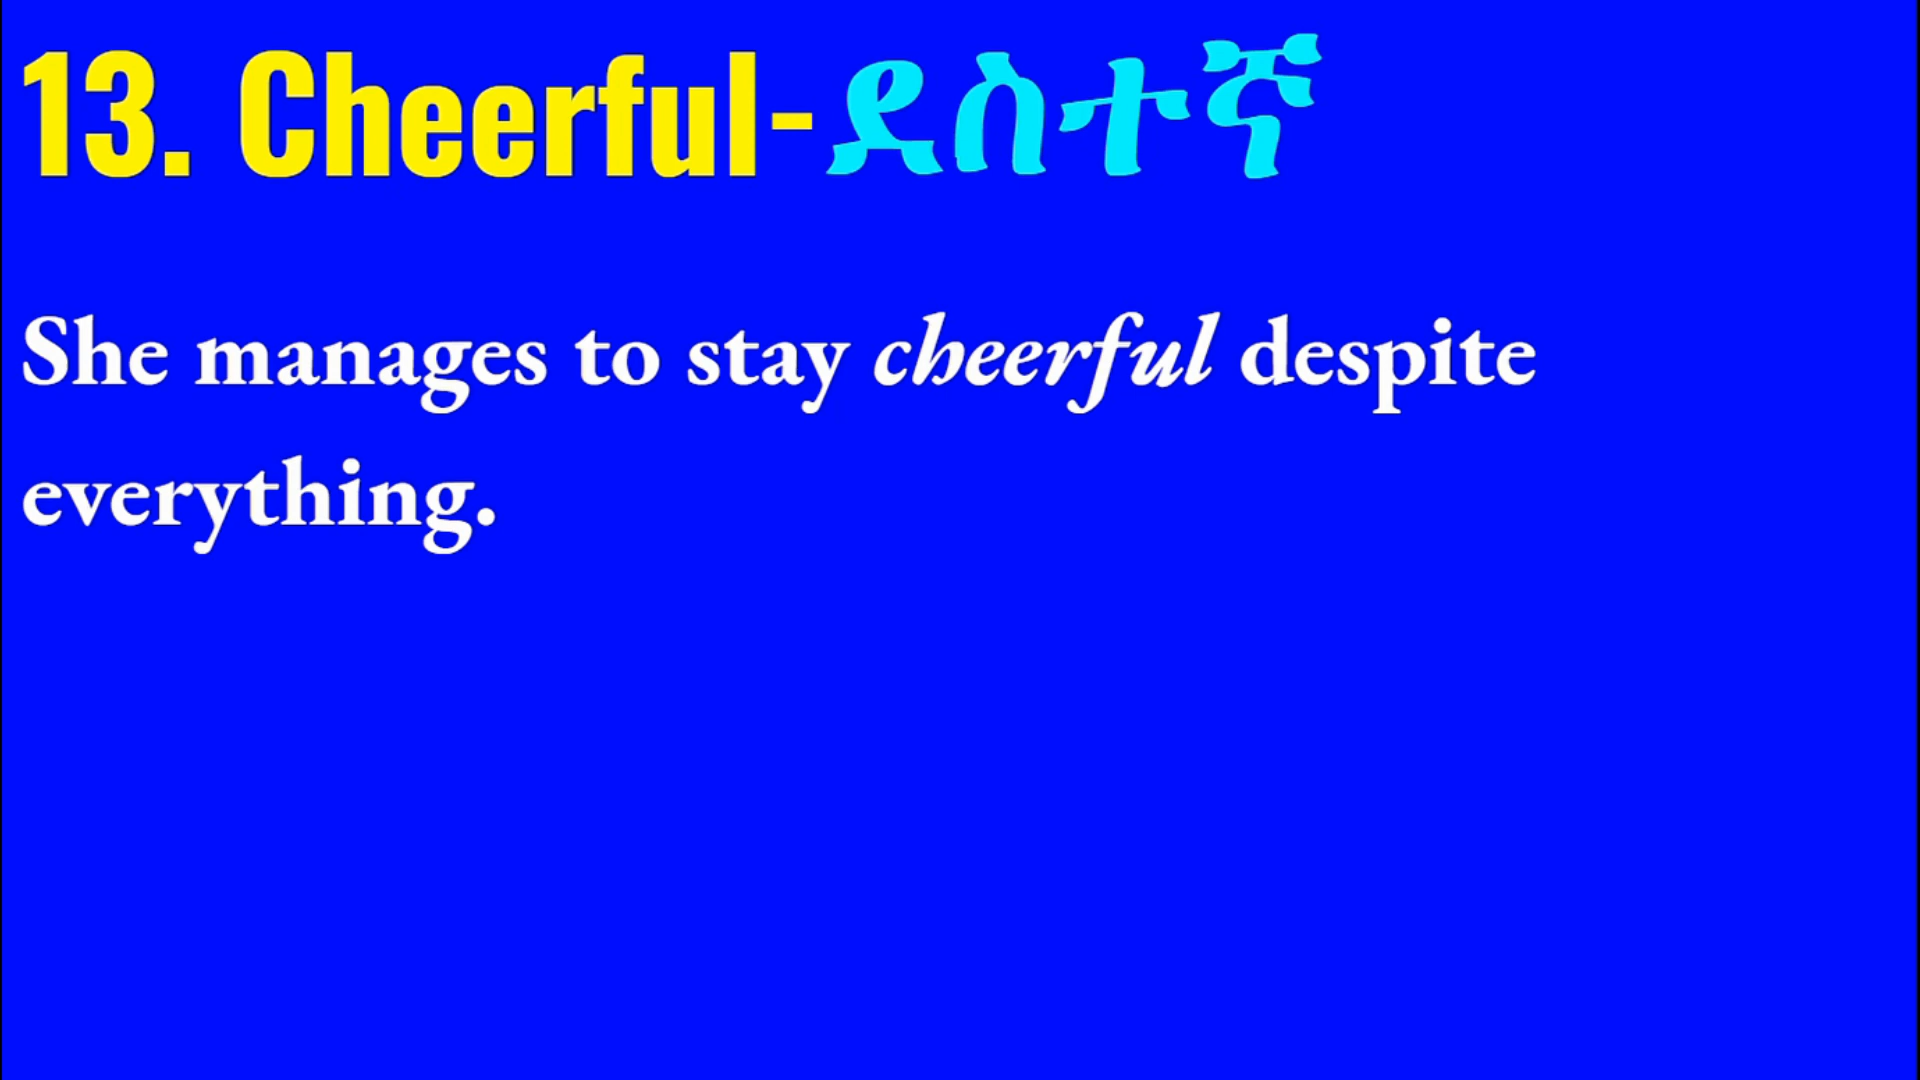 13. Cheerful-ደስተኛ
She manages to stay cheerful despite
everything.